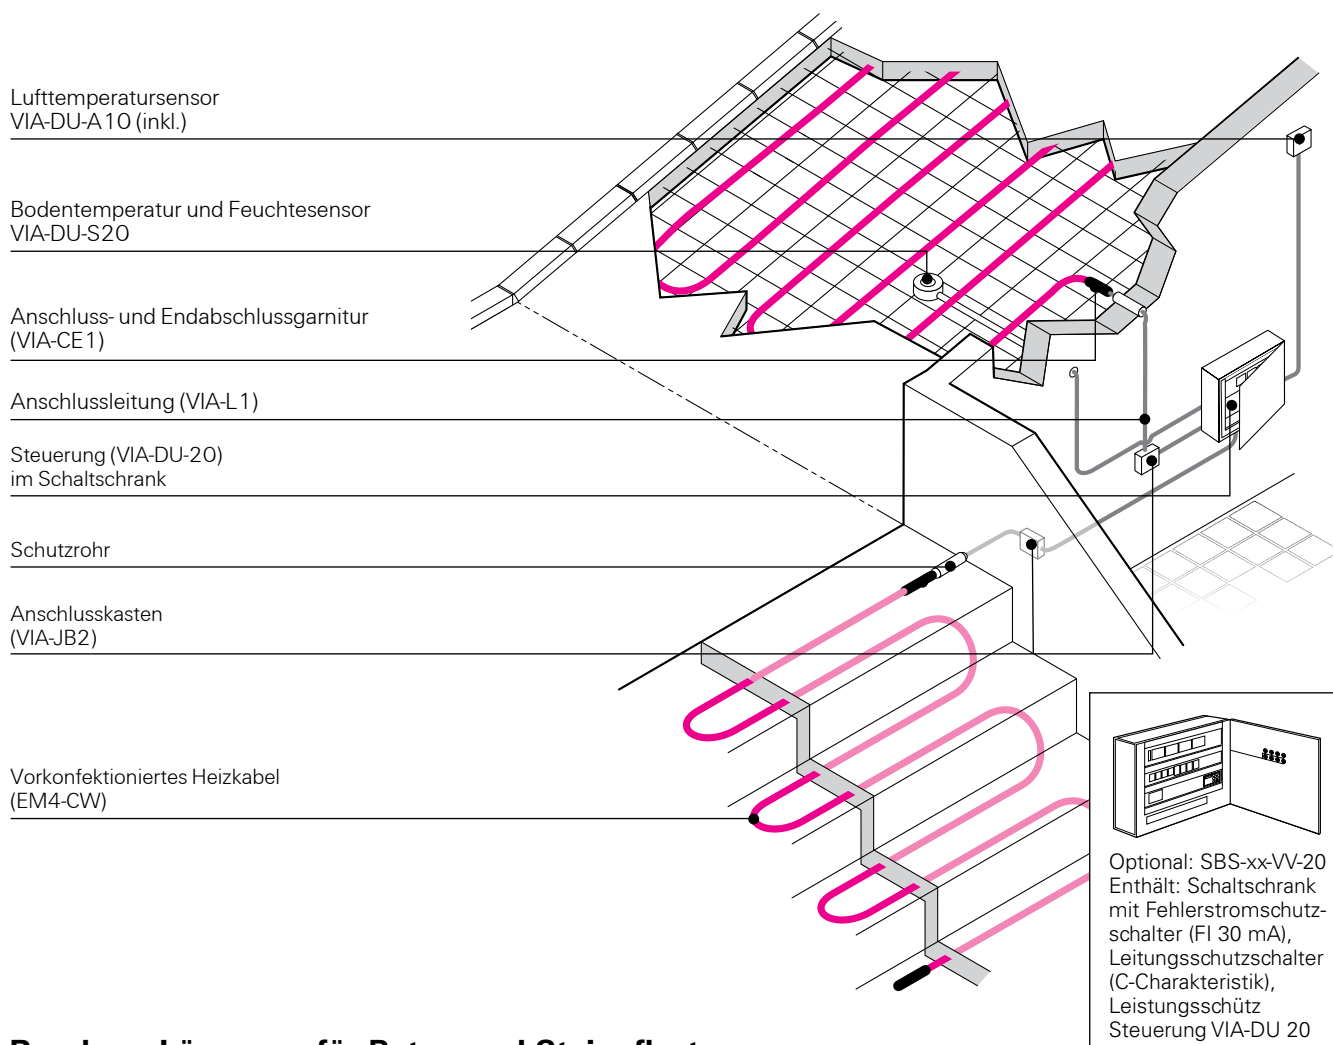 Lufttemperatursensor
VIA-DU-A10 (inkl.)
Bodentemperatur und Feuchtesensor
VIA-DU-S20
Anschluss- und Endabschlussgarnitur
(VIA-CE1)
Anschlussleitung (VIA-L1)
Steuerung (VIA-DU-20)
im Schaltschrank
Schutzrohr
Anschlusskasten
(VIA-JB2)
Vorkonfektioniertes Heizkabel
(EM4-CW)
Optional: SBS-xx-VV-20
Enthält: Schaltschrank
mit Fehlerstromschutz-
schalter (FI 30 mA),
Leitungsschutzschalter
(C-Charakteristik),
Leistungsschütz
Steuerung VIA-DU 20